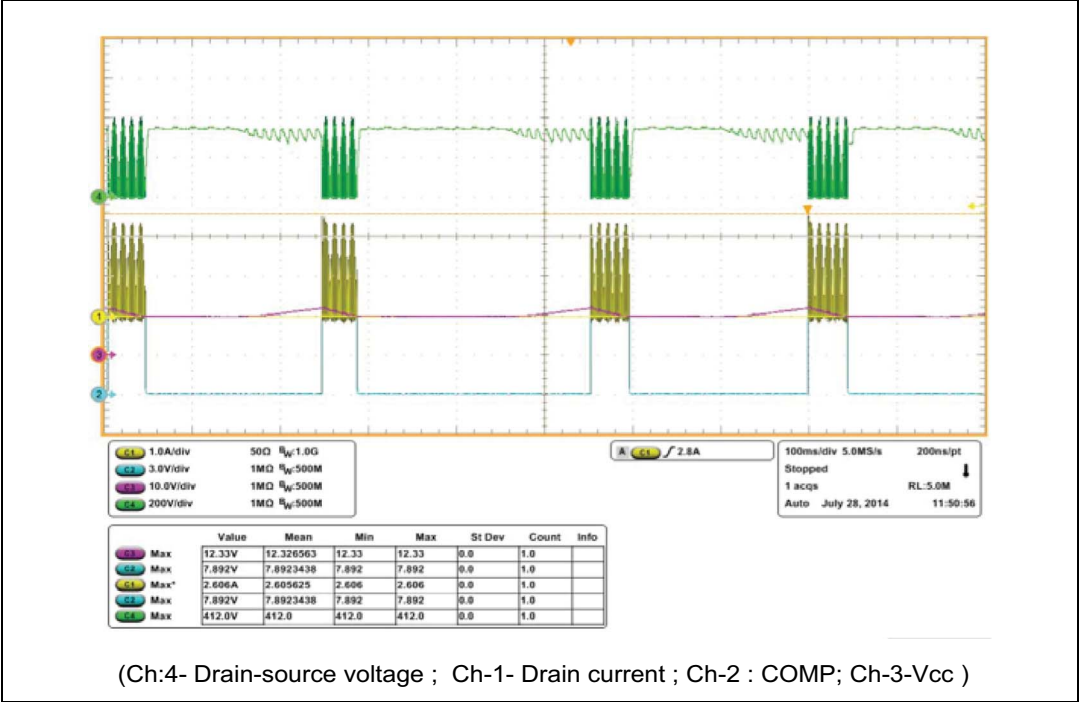 4
1
3
2
C1 1.0A/div 50Ω BW:1.0G
C2 3.0V/div 1MΩ BW:500M
C3 10.0V/div 1MΩ BW:500M
C4 200V/div 1MΩ BW:500M
A C1 ∫ 2.8A
100ms/div 5.0MS/s 200ns/pt
Stopped
1 acqs RL:5.0M
Auto July 28, 2014 11:50:56
Value Mean Min Max St Dev Count Info
C3 Max 12.33V 12.326563 12.33 12.33 0.0 1.0
C2 Max 7.892V 7.8923438 7.892 7.892 0.0 1.0
C1 Max* 2.606A 2.605625 2.606 2.606 0.0 1.0
C2 Max 7.892V 7.8923438 7.892 7.892 0.0 1.0
C4 Max 412.0V 412.0 412.0 412.0 0.0 1.0
(Ch:4- Drain-source voltage ; Ch-1- Drain current ; Ch-2 : COMP; Ch-3-Vcc )